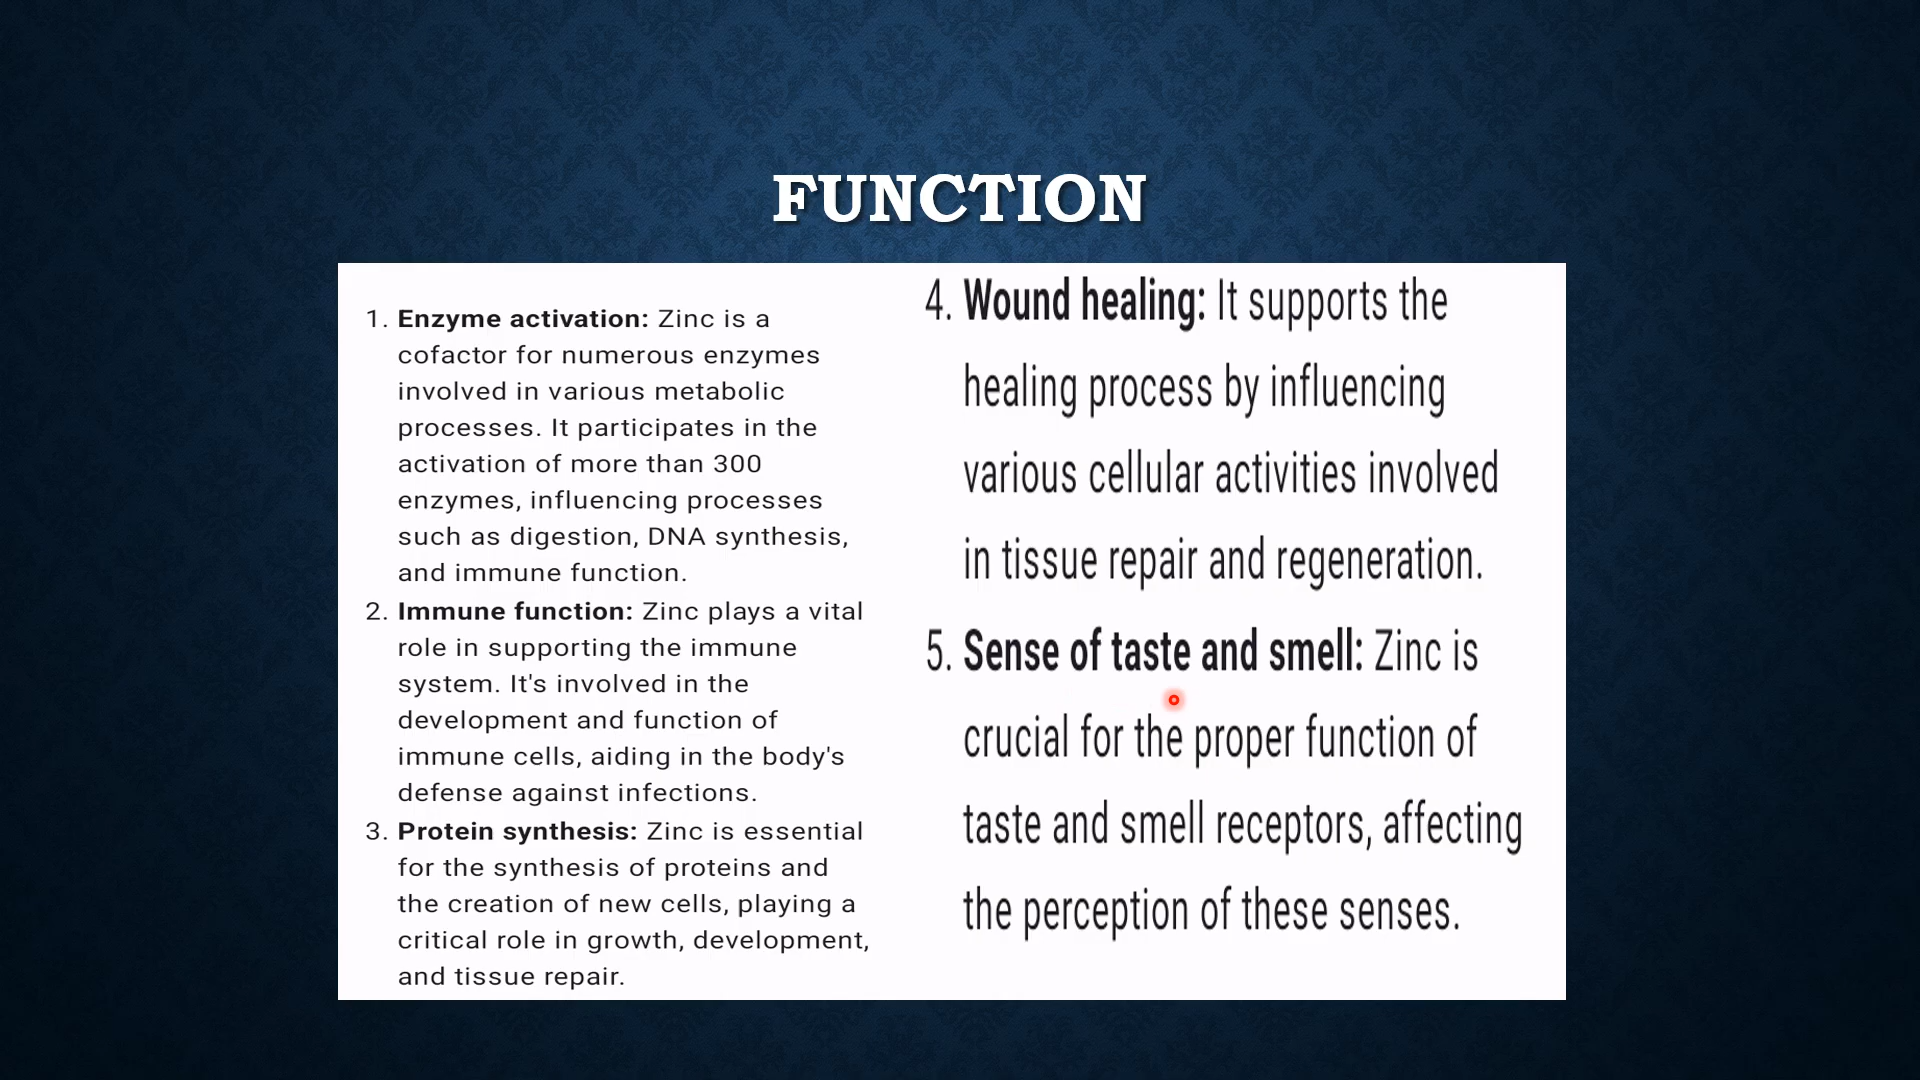 FUNCTION
1. Enzyme activation: Zinc is a
cofactor for numerous enzymes
involved in various metabolic
processes. It participates in the
activation of more than 300
enzymes, influencing processes
such as digestion, DNA synthesis,
and immune function.
2. Immune function: Zinc plays a vital
role in supporting the immune
system. It's involved in the
development and function of
immune cells, aiding in the body's
defense against infections.
3. Protein synthesis: Zinc is essential
for the synthesis of proteins and
the creation of new cells, playing a
critical role in growth, development,
and tissue repair.
4. Wound healing: It supports the
healing process by influencing
various cellular activities involved
in tissue repair and regeneration.
5. Sense of taste and smell: Zinc is
crucial for the proper function of
taste and smell receptors, affecting
the perception of these senses.